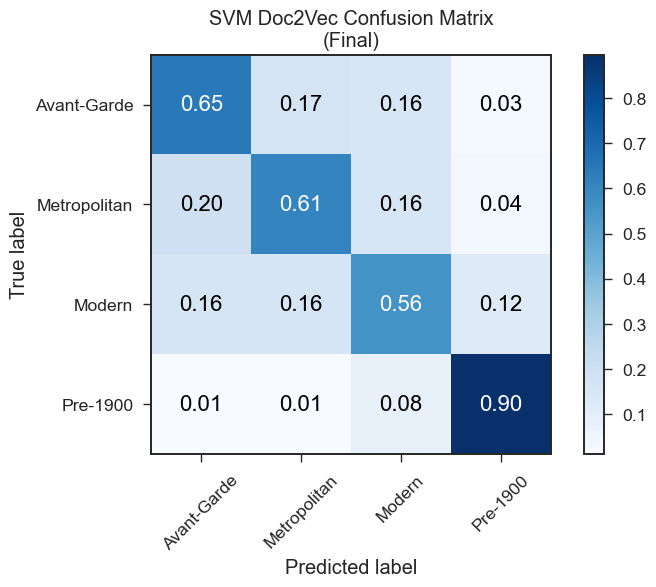 SVM Doc2Vec Confusion Matrix
(Final)
True label
Avant-Garde 0.65 0.17 0.16 0.03
Metropolitan 0.20 0.61 0.16 0.04
Modern 0.16 0.16 0.56 0.12
Pre-1900 0.01 0.01 0.08 0.90
Avant-Garde Metropolitan Modern Pre-1900
Predicted label
0.8
0.7
0.6
0.5
0.4
0.3
0.2
0.1